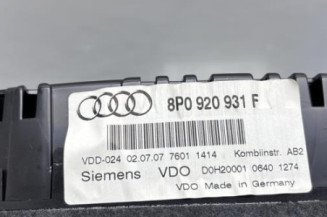 8P0 920 931 F
VDD-024 02.07.07 7601 1414 Kombiinstr. AB2
Siemens VDO D0H20001 0640 1274
VDO Made in Germany